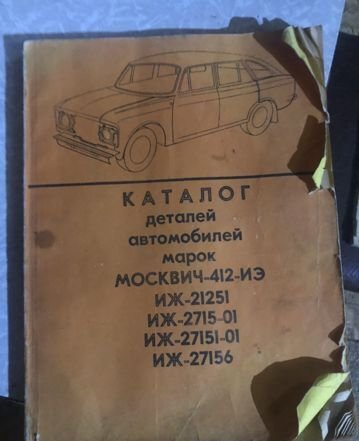 КАТАЛОГ
деталей
автомобилей
марок
МОСКВИЧ-412-ИЭ
ИЖ-21251
ИЖ-2715-01
ИЖ-27151-01
ИЖ-27156